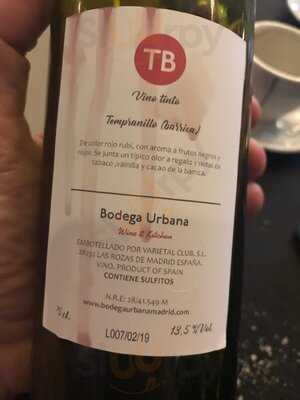 TB
Vino tinto
Tempranillo (barrica)
De color rojo rubí, con aroma a frutos negros y
rojos. Se junta un típico olor a regaliz y notas de
tabaco, vainilla y cacao de la barrica.
Bodega Urbana
Wine & Kitchen
EMBOTELLADO POR VARIETAL CLUB, S.L.
28231 LAS ROZAS DE MADRID ESPAÑA.
VINO, PRODUCT OF SPAIN
CONTIENE SULFITOS
N.R.E: 28/41.549 M
www.bodegaurbanamadrid.com
75cl.
L007/02/19
13,5%Vol.